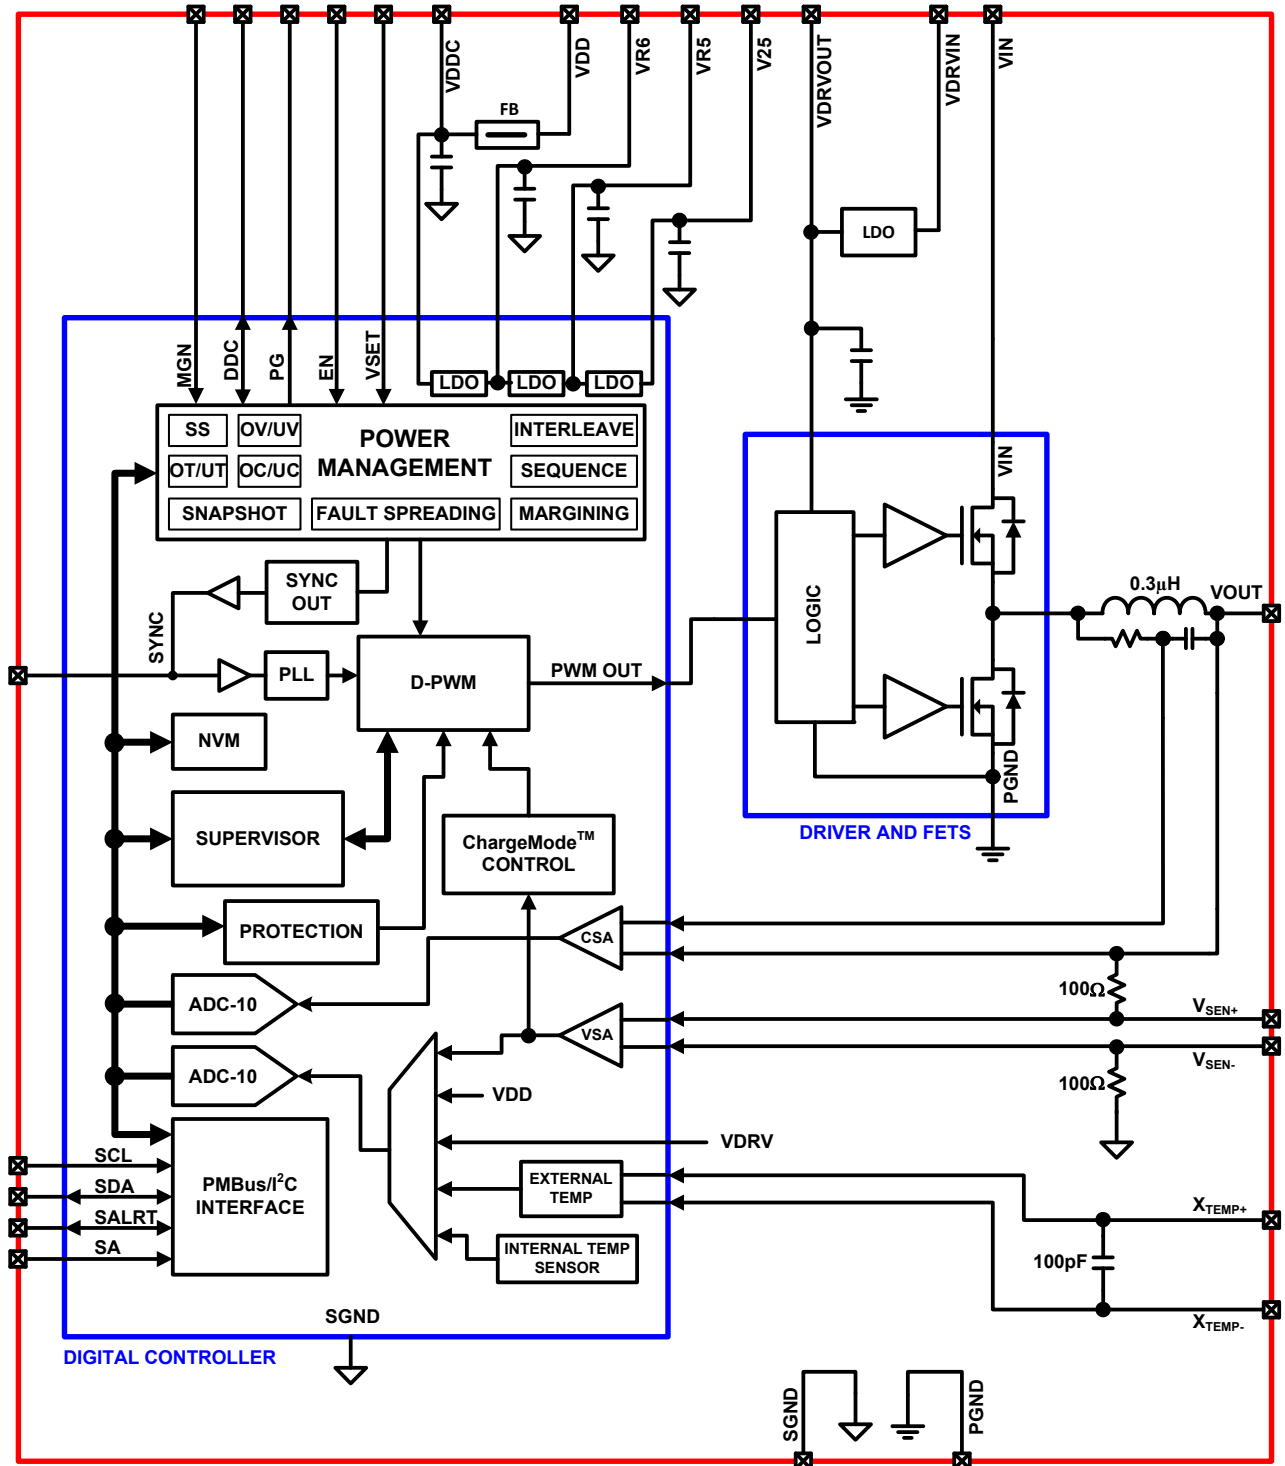 VDDC
VDD
VR6
VR5
V25
VDRVOUT
VDRVIN
VIN
FB
LDO
MGN
DDC
PG
EN
VSET
LDO
LDO
LDO
SS
OV/UV
POWER
MANAGEMENT
INTERLEAVE
OT/UT
OC/UC
SEQUENCE
SNAPSHOT
FAULT SPREADING
MARGINING
VIN
SYNC
SYNC
OUT
LOGIC
0.3μH
VOUT
PLL
D-PWM
PWM OUT
NVM
PGND
SUPERVISOR
ChargeMode™
CONTROL
DRIVER AND FETS
PROTECTION
CSA
ADC-10
100Ω
VSEN+
VSA
VSEN-
ADC-10
VDD
100Ω
VDRV
SCL
SDA
SALRT
SA
PMBus/I²C
INTERFACE
EXTERNAL
TEMP
XTEMP+
INTERNAL TEMP
SENSOR
100pF
XTEMP-
SGND
DIGITAL CONTROLLER
SGND
PGND